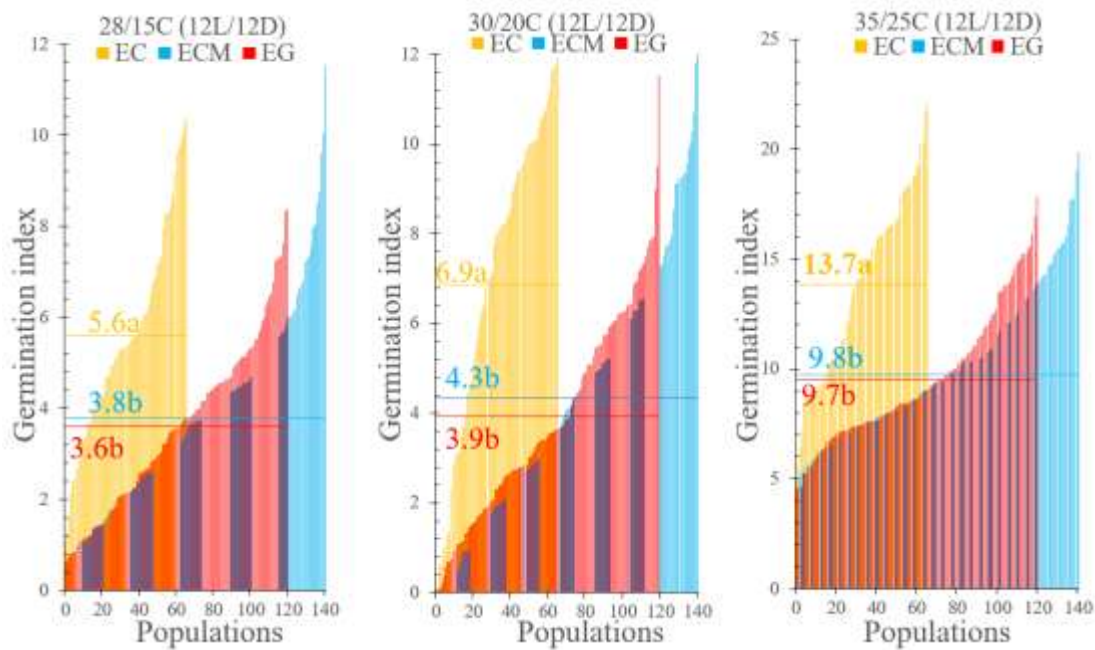 28/15C (12L/12D)
EC ECM EG
12
10
8
6
4
2
0
Germination index
5.6a
3.8b
3.6b
0 20 40 60 80 100 120 140
Populations
30/20C (12L/12D)
EC ECM EG
12
10
8
6
4
2
0
Germination index
6.9a
4.3b
3.9b
0 20 40 60 80 100 120 140
Populations
35/25C (12L/12D)
EC ECM EG
25
20
15
10
5
0
Germination index
13.7a
9.8b
9.7b
0 20 40 60 80 100 120 140
Populations